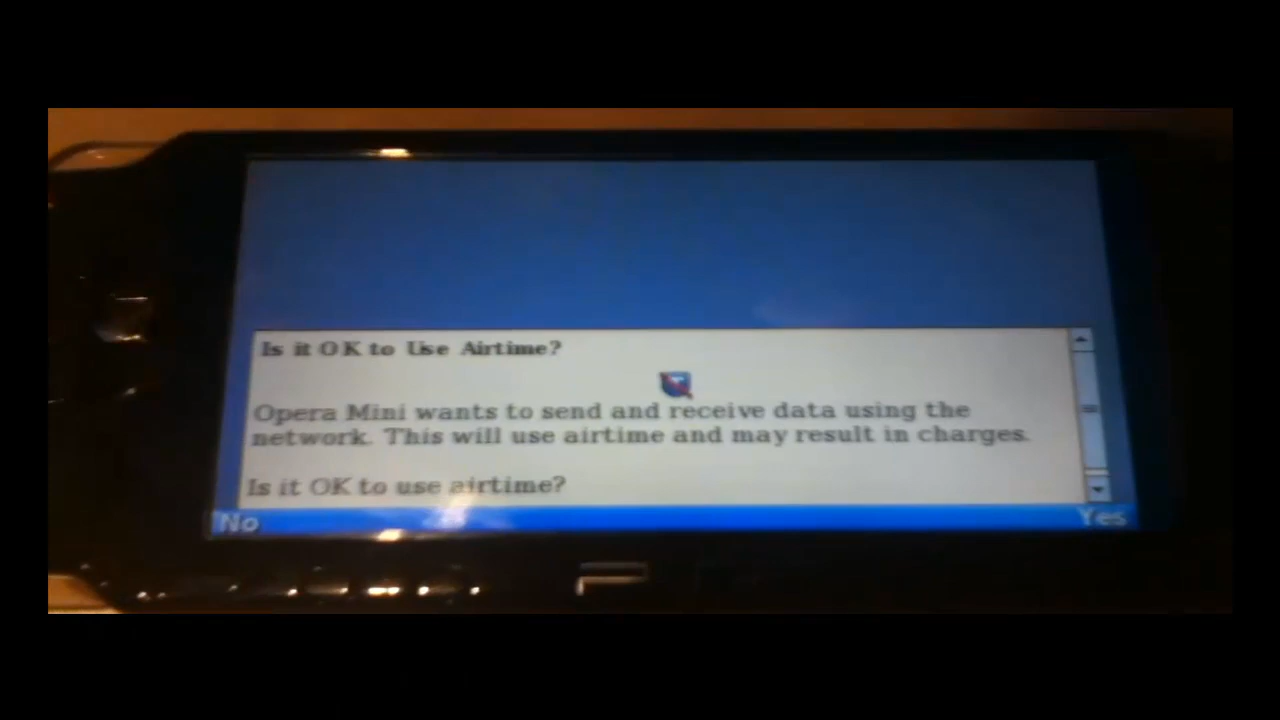 Is it OK to Use Airtime?
Opera Mini wants to send and receive data using the
network. This will use airtime and may result in charges.
Is it OK to use airtime?
No Yes